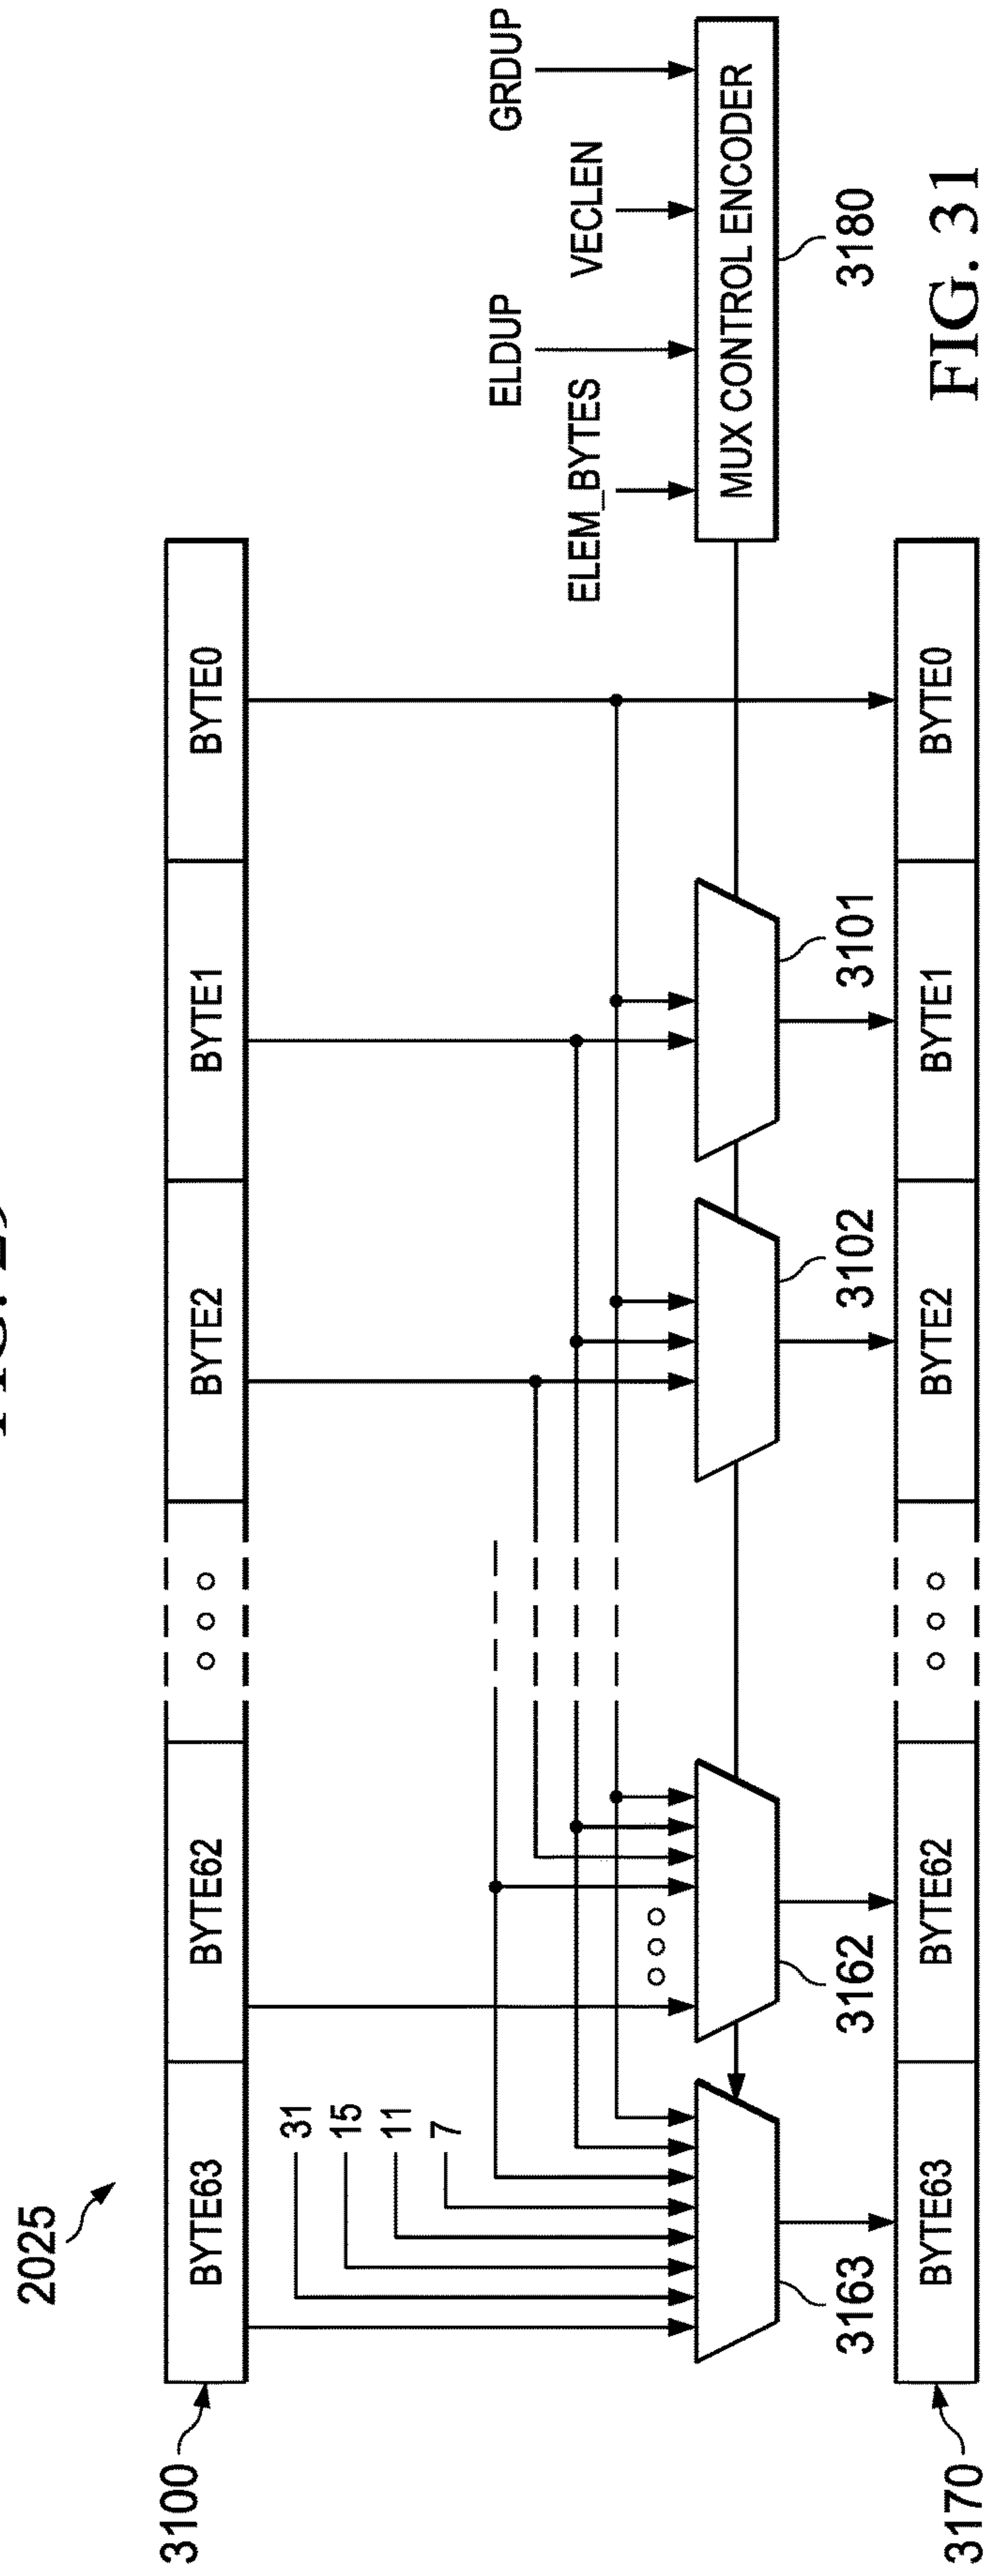 2025
3100
BYTE63
BYTE62
BYTE2
BYTE1
BYTE0
31
15
11
7
ELEM_BYTES
ELDUP
VECLEN
GRDUP
MUX CONTROL ENCODER
3180
3163
3162
3102
3101
3170
BYTE63
BYTE62
BYTE2
BYTE1
BYTE0
FIG. 31